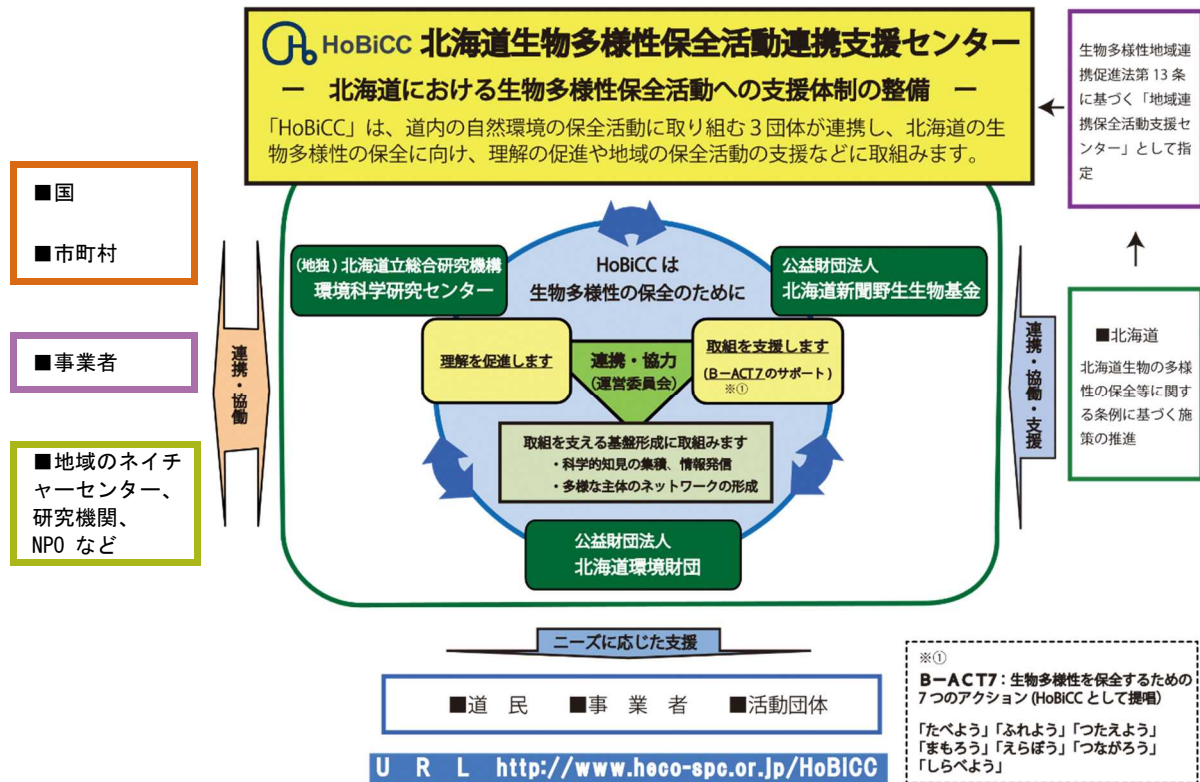 HoBiCC 北海道生物多様性保全活動連携支援センター
― 北海道における生物多様性保全活動への支援体制の整備 ―
「HoBiCC」は、道内の自然環境の保全活動に取り組む3団体が連携し、北海道の生
物多様性の保全に向け、理解の促進や地域の保全活動の支援などに取組みます。
生物多様性地域連
携促進法第13条
に基づく「地域連
携保全活動支援セ
ンター」として指
定
■国
■市町村
■事業者
■地域のネイチ
ャーセンター、
研究機関、
NPO など
連携・協働
(地独)北海道立総合研究機構
環境科学研究センター
HoBiCC は
生物多様性の保全のために
公益財団法人
北海道新聞野生生物基金
理解を促進します
連携・協力
(運営委員会)
取組を支援します
(B-ACT7のサポート)
※①
取組を支える基盤形成に取組みます
・科学的知見の集積、情報発信
・多様な主体のネットワークの形成
公益財団法人
北海道環境財団
連携・協働・支援
■北海道
北海道生物の多様
性の保全等に関す
る条例に基づく施
策の推進
ニーズに応じた支援
■道 民 ■事 業 者 ■活動団体
URL http://www.heco-spc.or.jp/HoBiCC
※①
B-ACT7:生物多様性を保全するための
7つのアクション(HoBiCCとして提唱)
「たべよう」「ふれよう」「つたえよう」
「まもろう」「えらぼう」「つながろう」
「しらべよう」